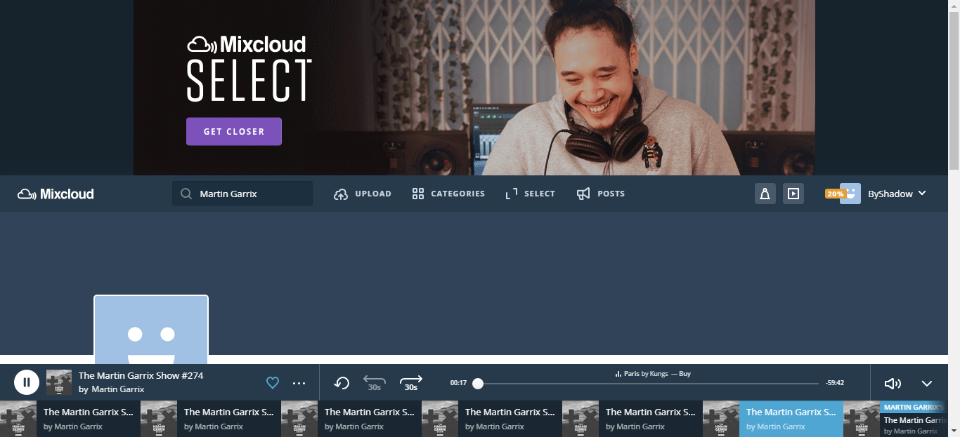 Mixcloud
SELECT
GET CLOSER
Mixcloud
Martin Garrix
UPLOAD
CATEGORIES
SELECT
POSTS
20%
ByShadow
The Martin Garrix Show #274
by Martin Garrix
30s
30s
00:17
Paris by Kungs — Buy
-59:42
The Martin Garrix S...
by Martin Garrix
The Martin Garrix S...
by Martin Garrix
The Martin Garrix S...
by Martin Garrix
The Martin Garrix S...
by Martin Garrix
The Martin Garrix S...
by Martin Garrix
The Martin Garrix S...
by Martin Garrix
MARTIN GARRIX
The Martin Garrix
by Martin Garrix